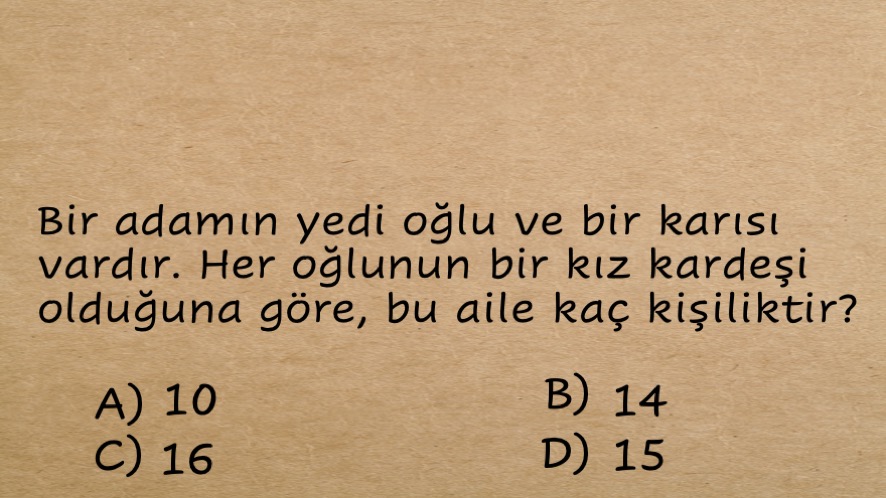 Bir adamın yedi oğlu ve bir karısı
vardır. Her oğlunun bir kız kardeşi
olduğuna göre, bu aile kaç kişiliktir?
A) 10 B) 14
C) 16 D) 15